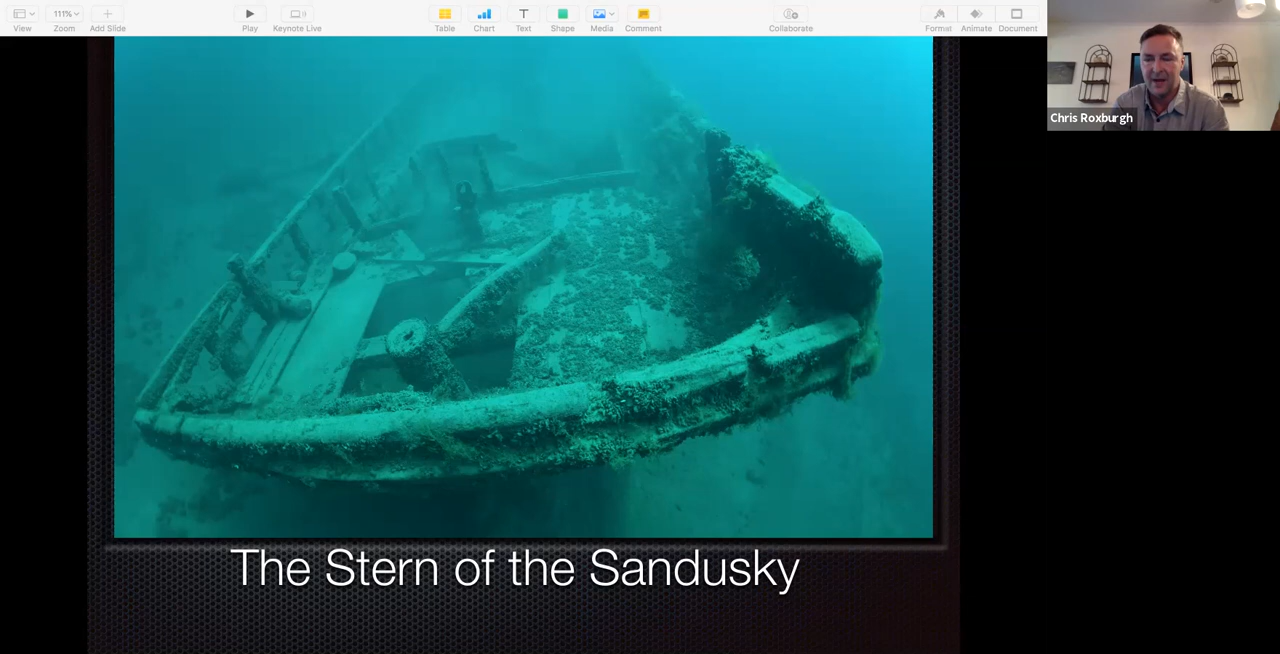 View
111%
Zoom
Add Slide
Play
Keynote Live
Table
Chart
Text
Shape
Media
Comment
Collaborate
Format
Animate
Document
Chris Roxburgh
The Stern of the Sandusky